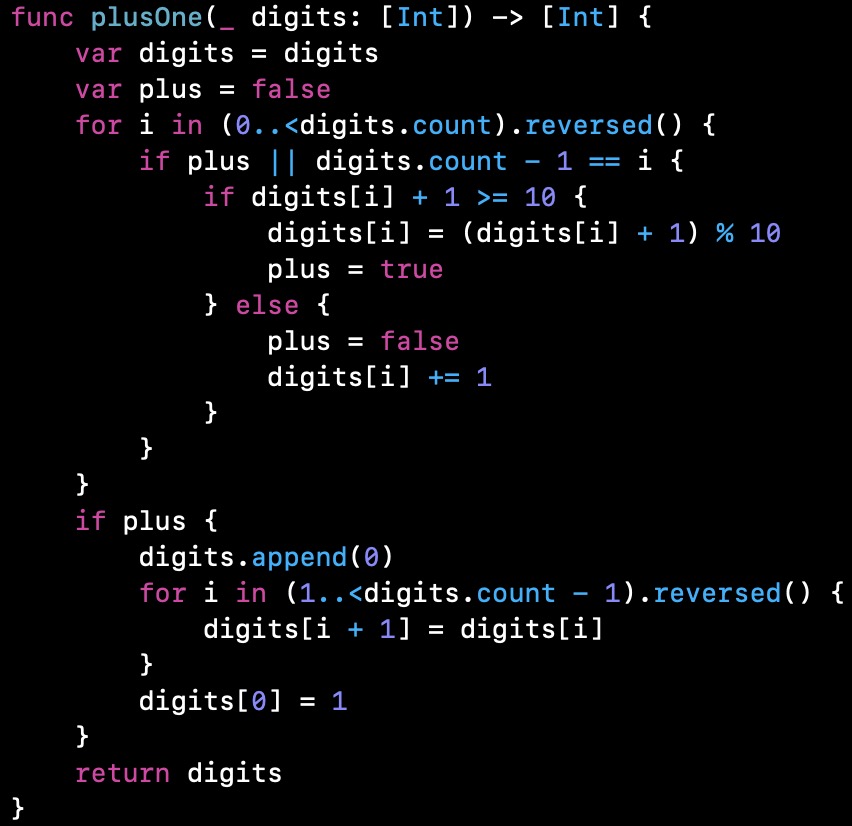 func plusOne(_ digits: [Int]) -> [Int] {
    var digits = digits
    var plus = false
    for i in (0..<digits.count).reversed() {
        if plus || digits.count - 1 == i {
            if digits[i] + 1 >= 10 {
                digits[i] = (digits[i] + 1) % 10
                plus = true
            } else {
                plus = false
                digits[i] += 1
            }
        }
    }
    if plus {
        digits.append(0)
        for i in (1..<digits.count - 1).reversed() {
            digits[i + 1] = digits[i]
        }
        digits[0] = 1
    }
    return digits
}